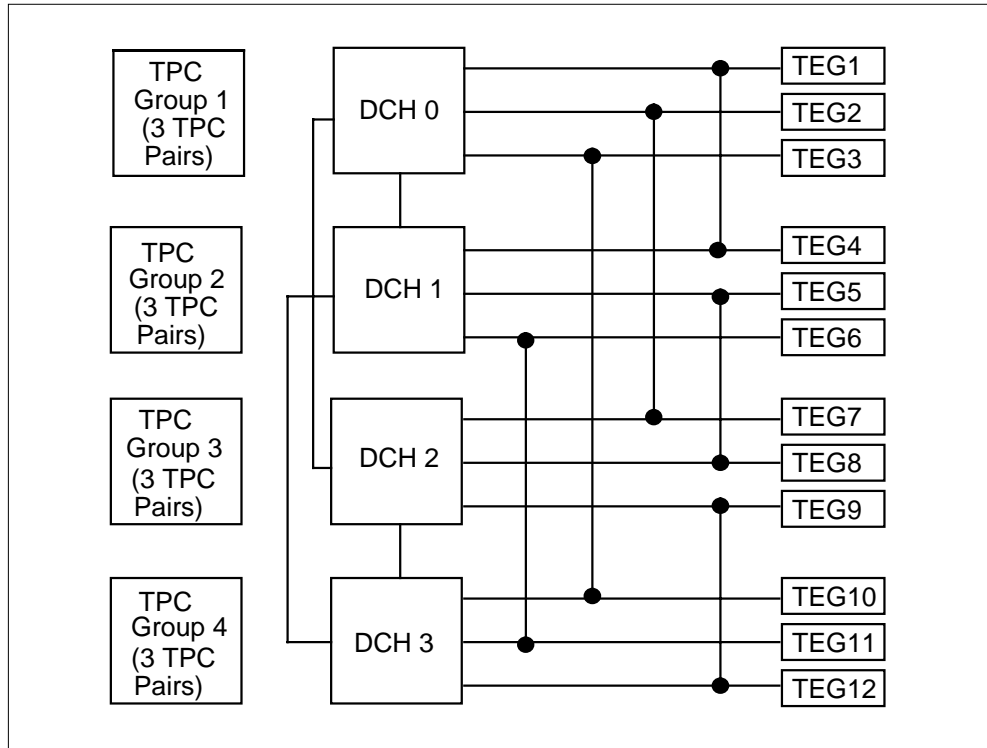 TPC
Group 1
(3 TPC
Pairs)
DCH 0
TEG1
TEG2
TEG3
TPC
Group 2
(3 TPC
Pairs)
DCH 1
TEG4
TEG5
TEG6
TPC
Group 3
(3 TPC
Pairs)
DCH 2
TEG7
TEG8
TEG9
TPC
Group 4
(3 TPC
Pairs)
DCH 3
TEG10
TEG11
TEG12